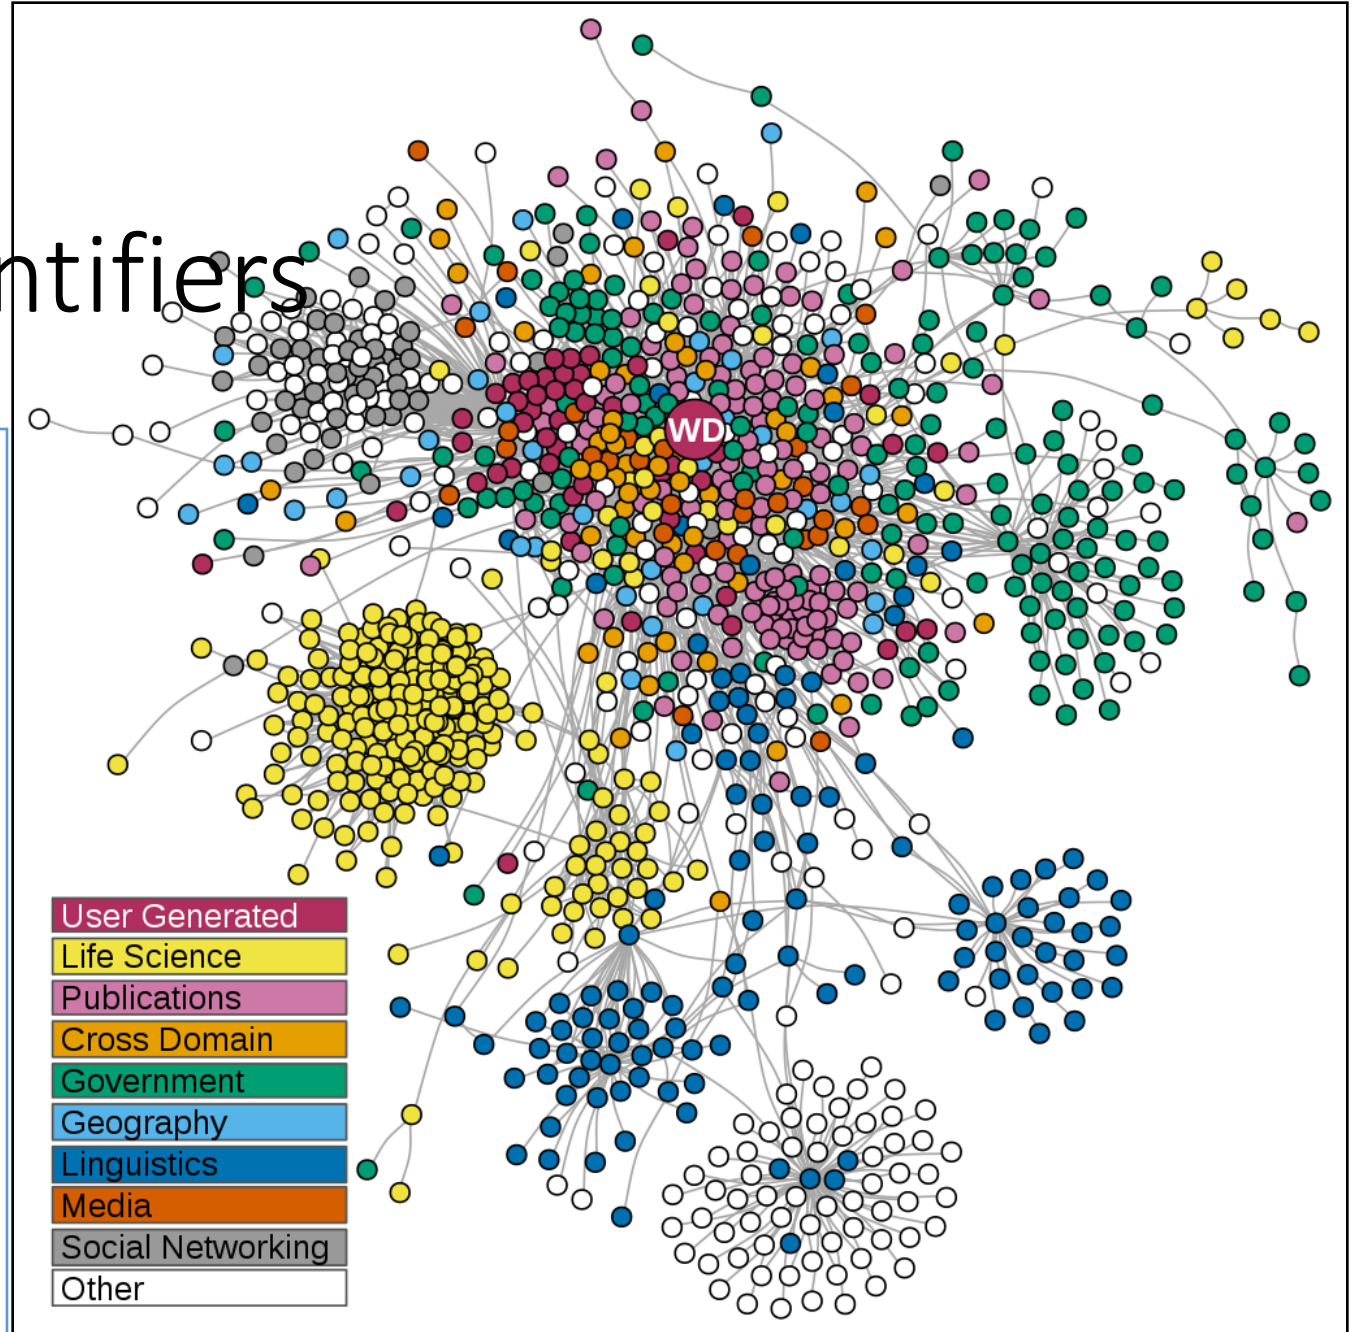 ntifiers
WD
User Generated
Life Science
Publications
Cross Domain
Government
Geography
Linguistics
Media
Social Networking
Other